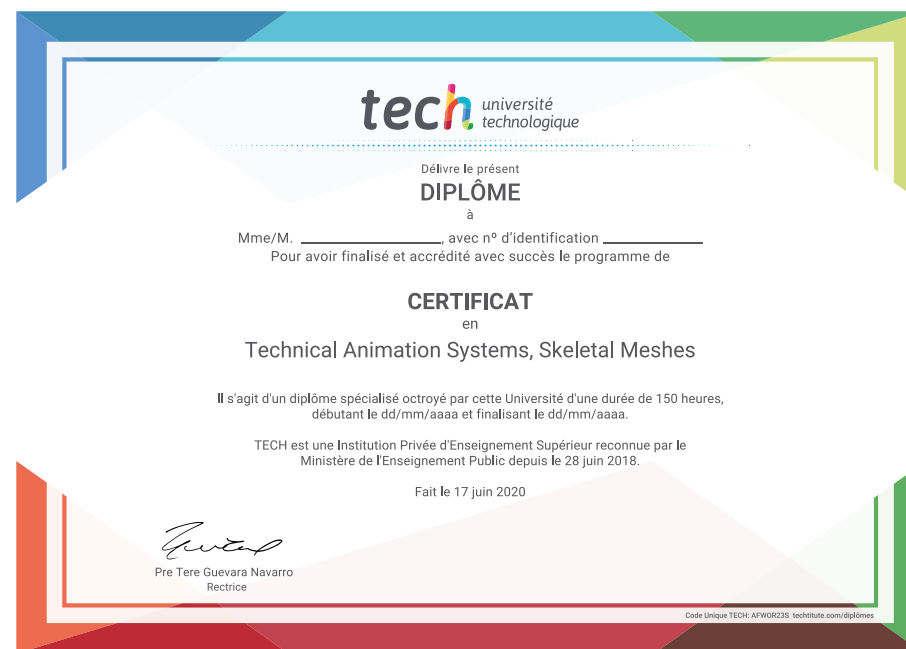 tech université
technologique
Délivre le présent
DIPLÔME
à
Mme/M. ____________________, avec nº d'identification ______________
Pour avoir finalisé et accrédité avec succès le programme de
CERTIFICAT
en
Technical Animation Systems, Skeletal Meshes
Il s'agit d'un diplôme spécialisé octroyé par cette Université d'une durée de 150 heures,
débutant le dd/mm/aaaa et finalisant le dd/mm/aaaa.
TECH est une Institution Privée d'Enseignement Supérieur reconnue par le
Ministère de l'Enseignement Public depuis le 28 juin 2018.
Fait le 17 juin 2020
Pre Tere Guevara Navarro
Rectrice
Code Unique TECH: AFWOR23S techtitute.com/diplômes